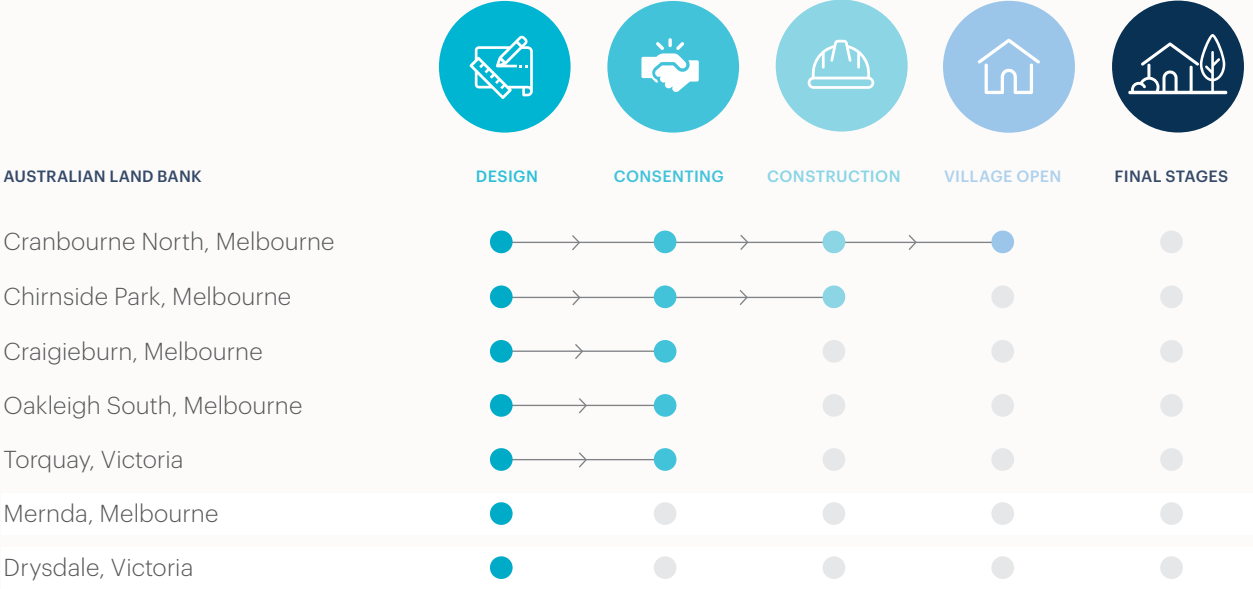 AUSTRALIAN LAND BANK DESIGN CONSENTING CONSTRUCTION VILLAGE OPEN FINAL STAGES
Cranbourne North, Melbourne
Chirnside Park, Melbourne
Craigieburn, Melbourne
Oakleigh South, Melbourne
Torquay, Victoria
Mernda, Melbourne
Drysdale, Victoria